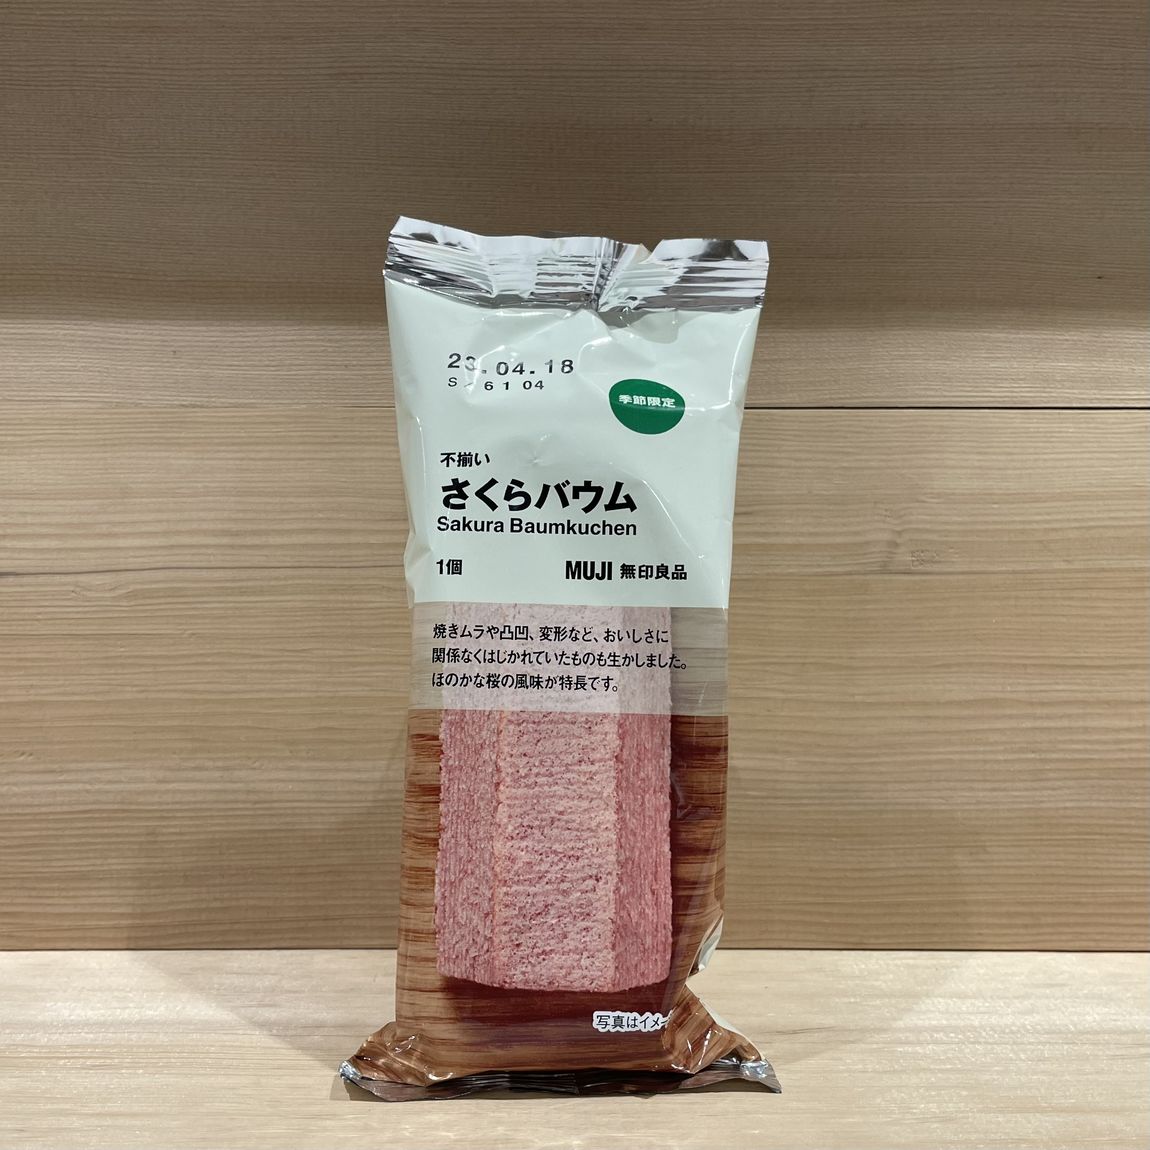 23.04.18
61 04
季節限定
不揃い
さくらバウム
Sakura Baumkuchen
1個
MUJI 無印良品
焼きムラや凸凹、変形など、おいしさに
関係なくはじかれていたものも生かしました。
ほのかな桜の風味が特長です。
写真はイメ